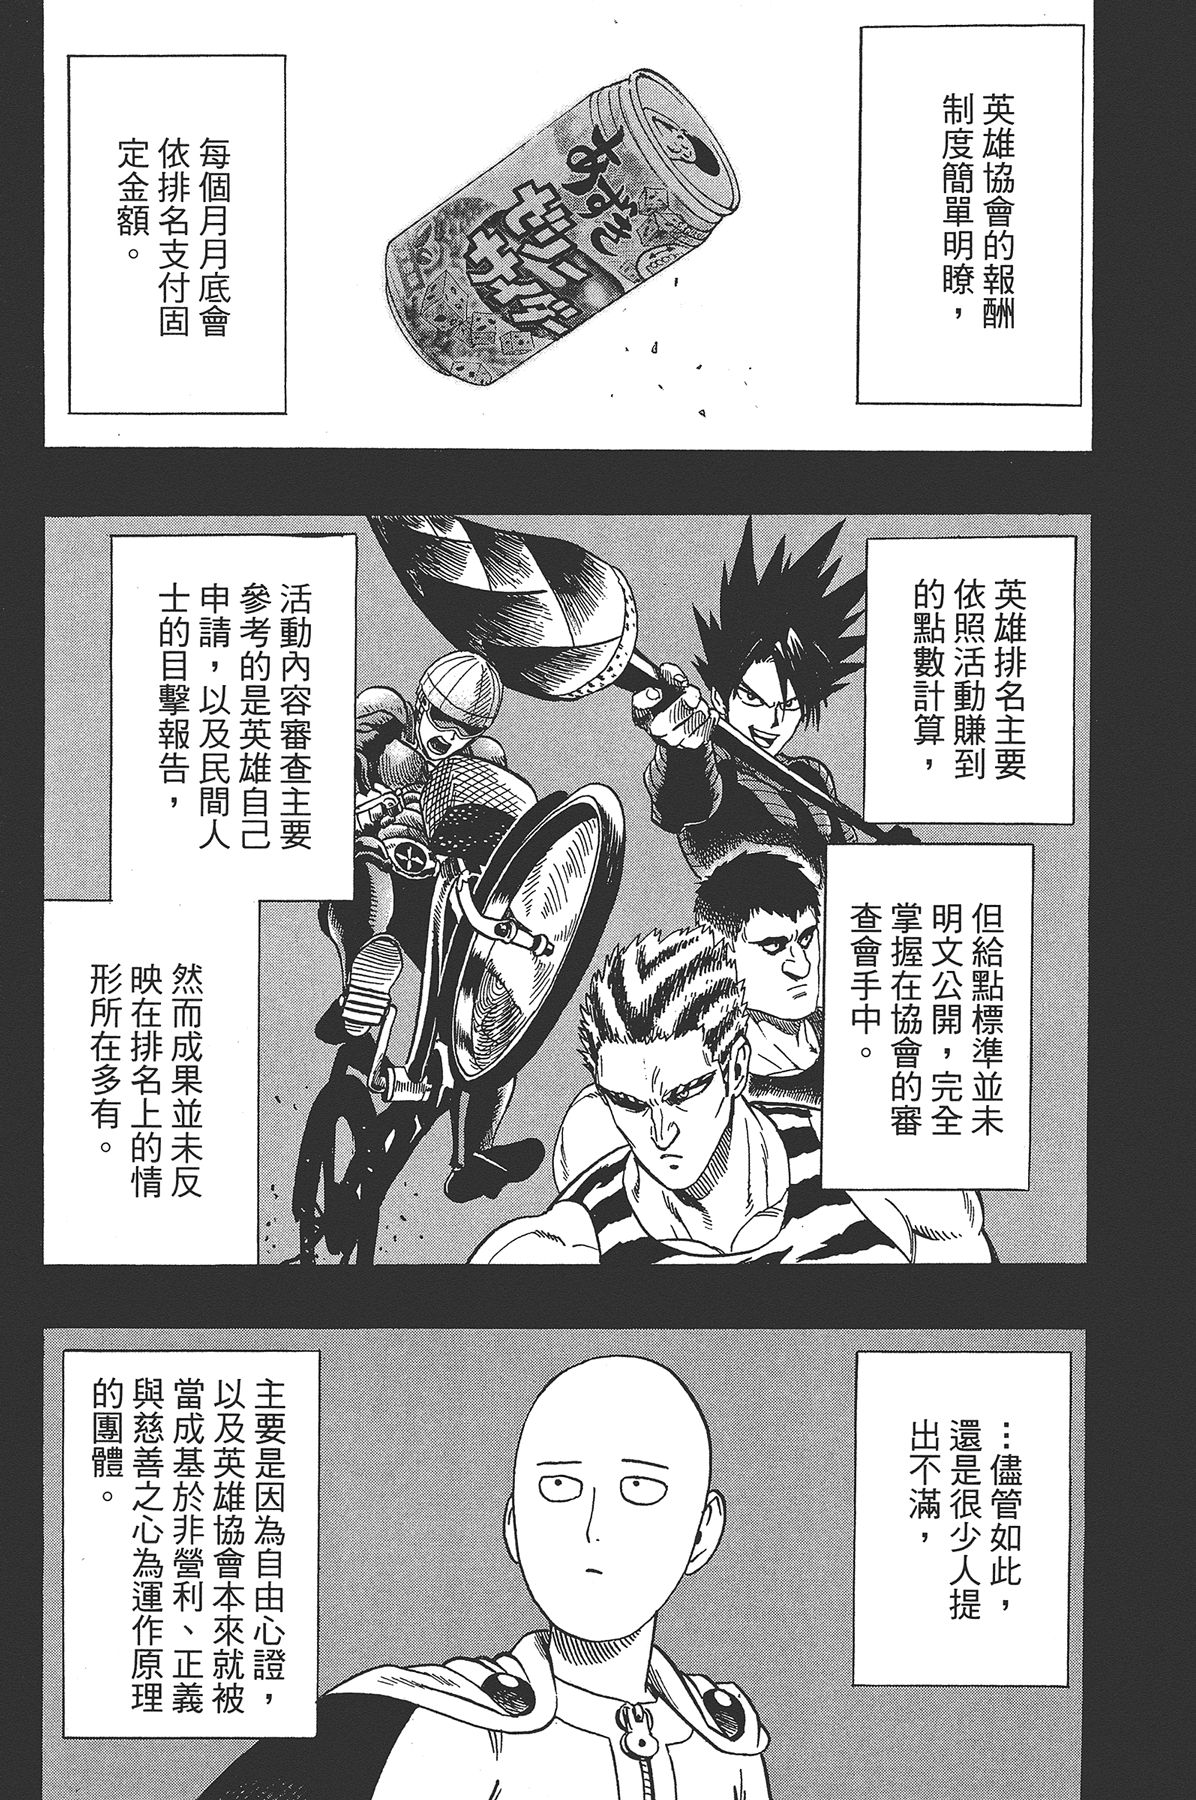 英雄協會的報酬
制度簡單明瞭，
あずき
ゼリー
サイダー
每個月月底會
依排名支付固
定金額。
英雄排名主要
依照活動賺到
的點數計算，
但給點標準並未
明文公開，完全
掌握在協會的審
查會手中。
活動內容審查主要
參考的是英雄自己
申請，以及民間人
士的目擊報告，
然而成果並未反
映在排名上的情
形所在多有。
…儘管如此，
還是很少人提
出不滿，
主要是因為自由心證，
以及英雄協會本來就被
當成基於非營利、正義
與慈善之心為運作原理
的團體。